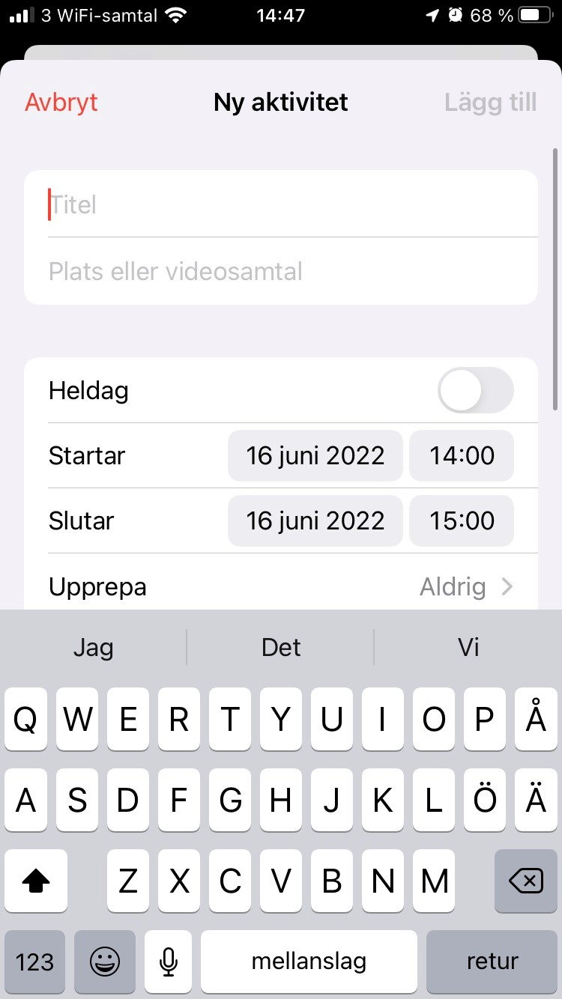 3 WiFi-samtal 14:47 68 %
Avbryt Ny aktivitet Lägg till
Titel
Plats eller videosamtal
Heldag
Startar 16 juni 2022 14:00
Slutar 16 juni 2022 15:00
Upprepa Aldrig
Jag Det Vi
Q W E R T Y U I O P Å
A S D F G H J K L Ö Ä
Z X C V B N M
123 mellanslag retur